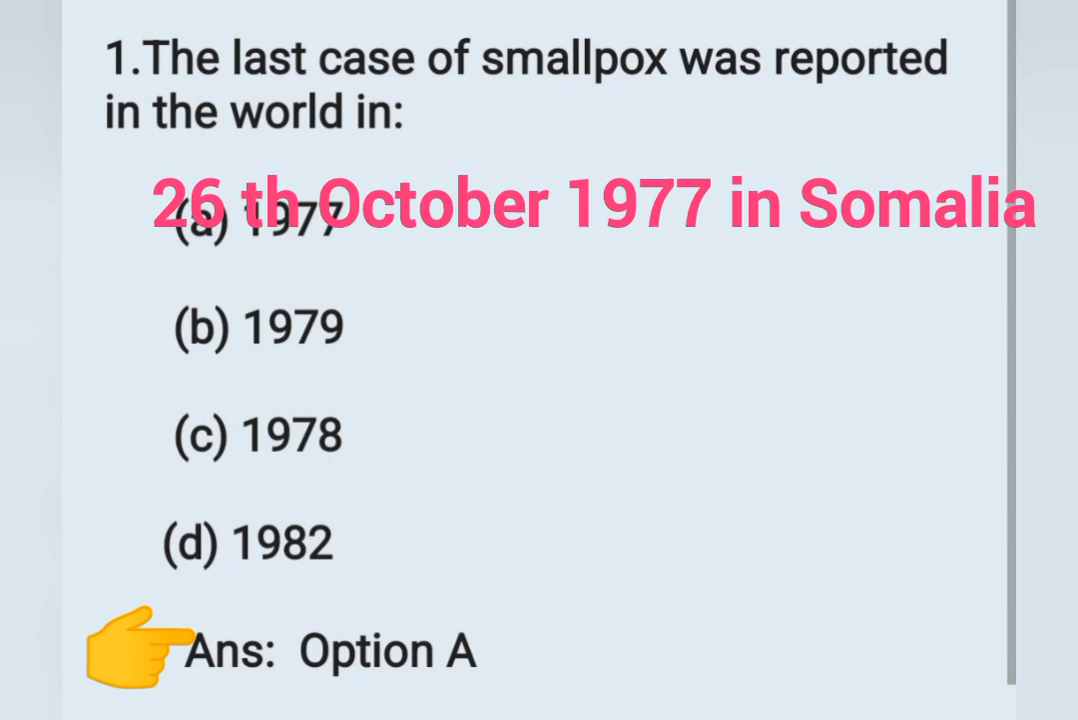 1.The last case of smallpox was reported
in the world in:
26 th October 1977 in Somalia
(a) 1977
(b) 1979
(c) 1978
(d) 1982
Ans: Option A